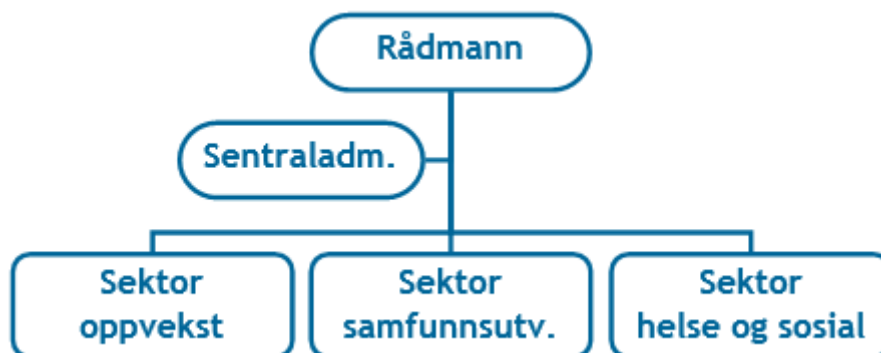 Rådmann
Sentraladm.
Sektor
oppvekst
Sektor
samfunnsutv.
Sektor
helse og sosial